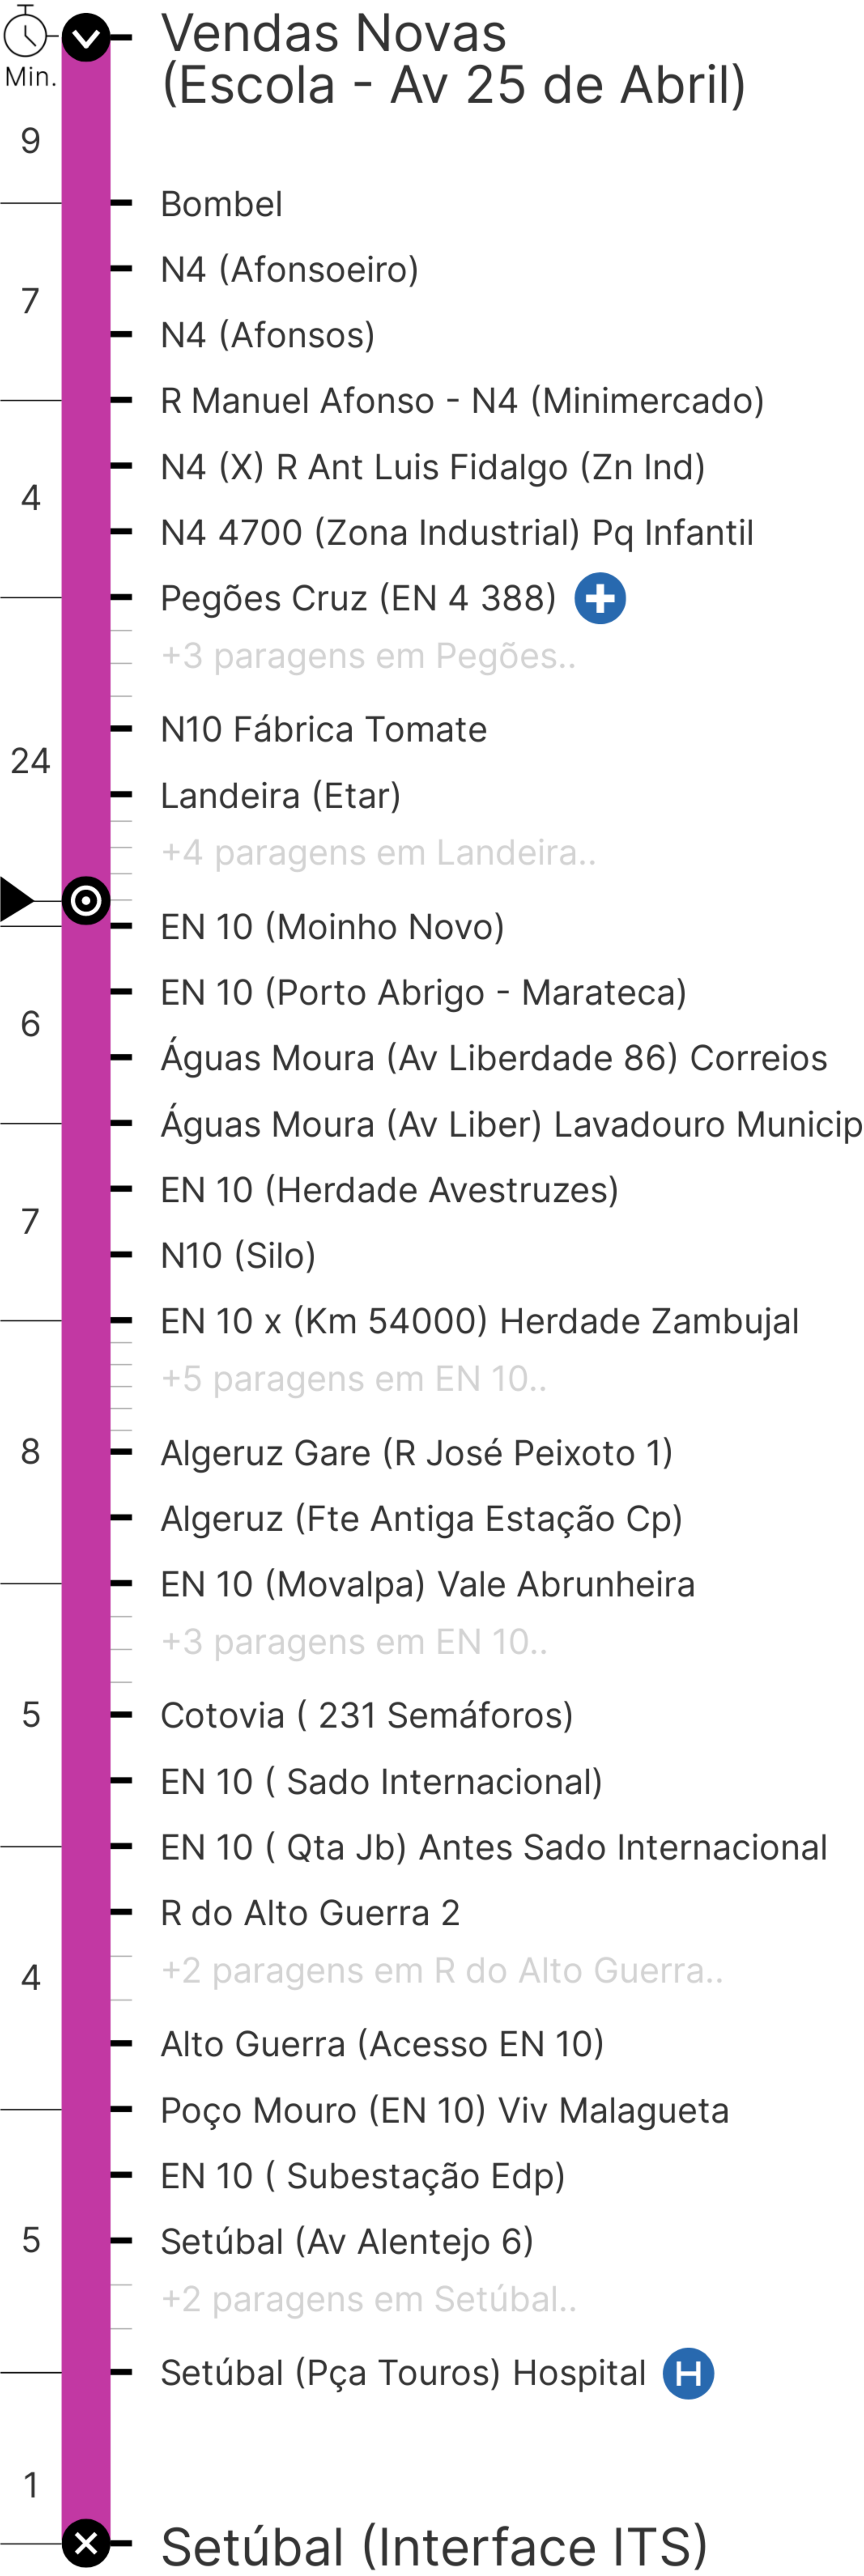 Min.
Vendas Novas
(Escola - Av 25 de Abril)
9
Bombel
N4 (Afonsoeiro)
7
N4 (Afonsos)
R Manuel Afonso - N4 (Minimercado)
N4 (X) R Ant Luis Fidalgo (Zn Ind)
4
N4 4700 (Zona Industrial) Pq Infantil
Pegões Cruz (EN 4 388)
+3 paragens em Pegões..
N10 Fábrica Tomate
24
Landeira (Etar)
+4 paragens em Landeira..
EN 10 (Moinho Novo)
EN 10 (Porto Abrigo - Marateca)
6
Águas Moura (Av Liberdade 86) Correios
Águas Moura (Av Liber) Lavadouro Municip
EN 10 (Herdade Avestruzes)
7
N10 (Silo)
EN 10 x (Km 54000) Herdade Zambujal
+5 paragens em EN 10..
8
Algeruz Gare (R José Peixoto 1)
Algeruz (Fte Antiga Estação Cp)
EN 10 (Movalpa) Vale Abrunheira
+3 paragens em EN 10..
5
Cotovia ( 231 Semáforos)
EN 10 ( Sado Internacional)
EN 10 ( Qta Jb) Antes Sado Internacional
R do Alto Guerra 2
+2 paragens em R do Alto Guerra..
4
Alto Guerra (Acesso EN 10)
Poço Mouro (EN 10) Viv Malagueta
EN 10 ( Subestação Edp)
5
Setúbal (Av Alentejo 6)
+2 paragens em Setúbal..
Setúbal (Pça Touros) Hospital H
1
Setúbal (Interface ITS)